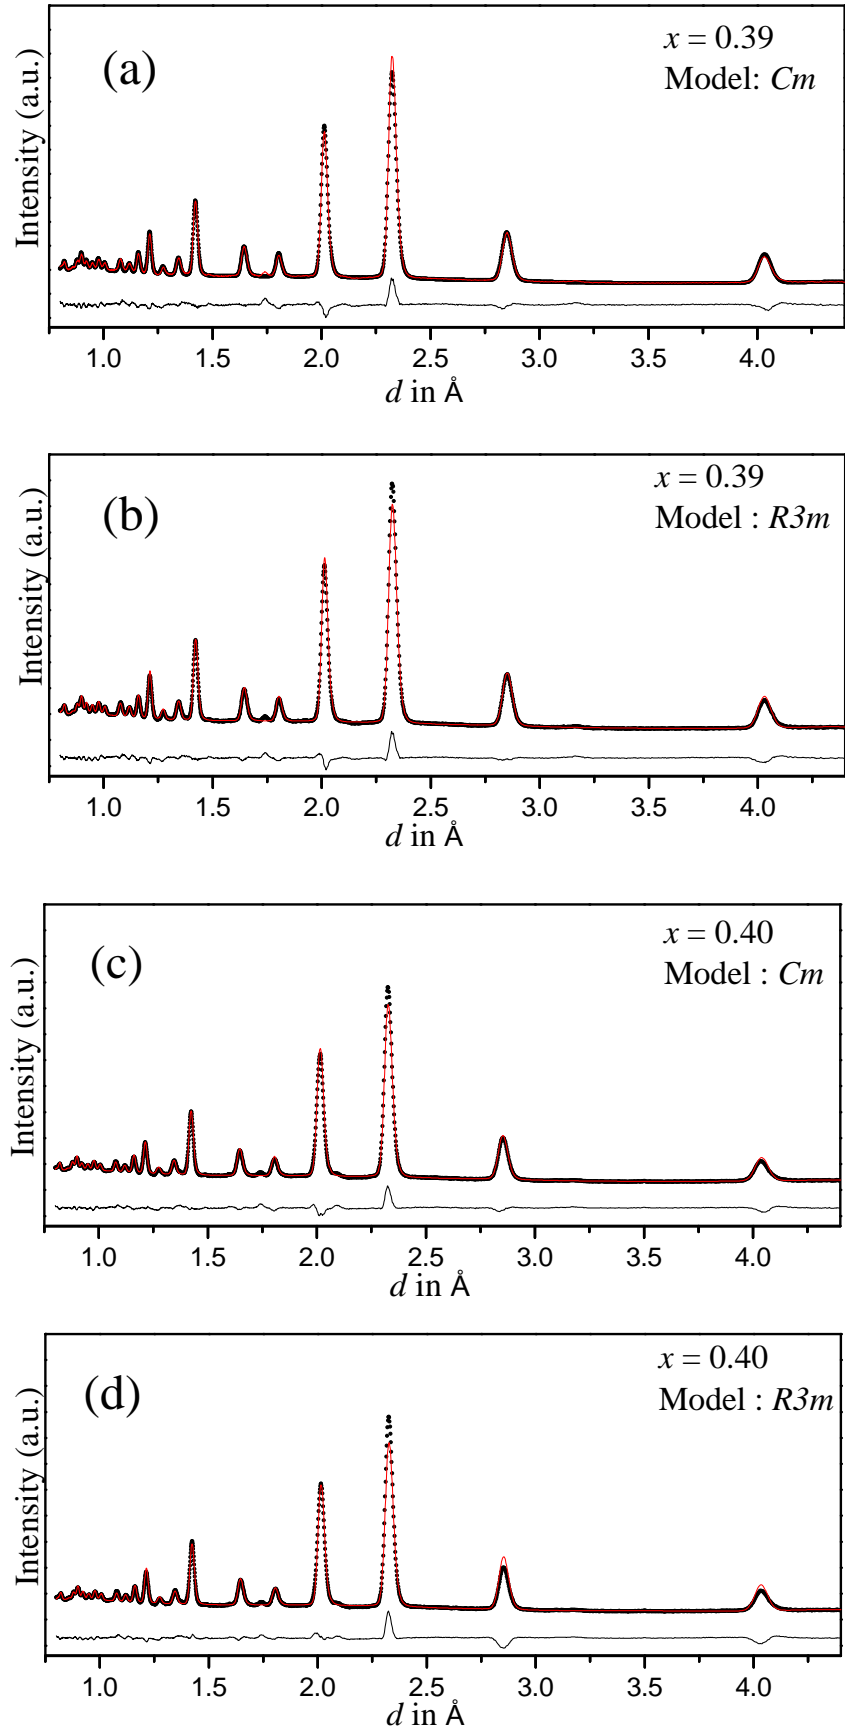 (a)
x = 0.39
Model: Cm
Intensity (a.u.)
1.0 1.5 2.0 2.5 3.0 3.5 4.0
d in Å
(b)
x = 0.39
Model : R3m
Intensity (a.u.)
1.0 1.5 2.0 2.5 3.0 3.5 4.0
d in Å
(c)
x = 0.40
Model : Cm
Intensity (a.u.)
1.0 1.5 2.0 2.5 3.0 3.5 4.0
d in Å
(d)
x = 0.40
Model : R3m
Intensity (a.u.)
1.0 1.5 2.0 2.5 3.0 3.5 4.0
d in Å